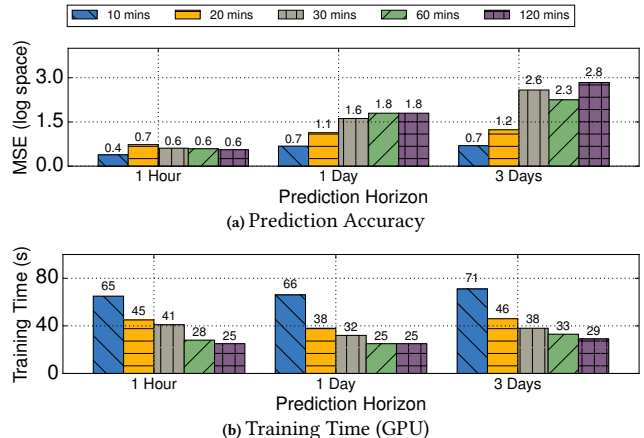 10 mins 20 mins 30 mins 60 mins 120 mins
MSE (log space)
3.0
1.5
0.0
0.4 0.7 0.6 0.6 0.6
0.7 1.1 1.6 1.8 1.8
0.7 1.2 2.6 2.3 2.8
1 Hour 1 Day 3 Days
Prediction Horizon
(a) Prediction Accuracy
Training Time (s)
80
40
0
65 45 41 28 25
66 38 32 25 25
71 46 38 33 29
1 Hour 1 Day 3 Days
Prediction Horizon
(b) Training Time (GPU)